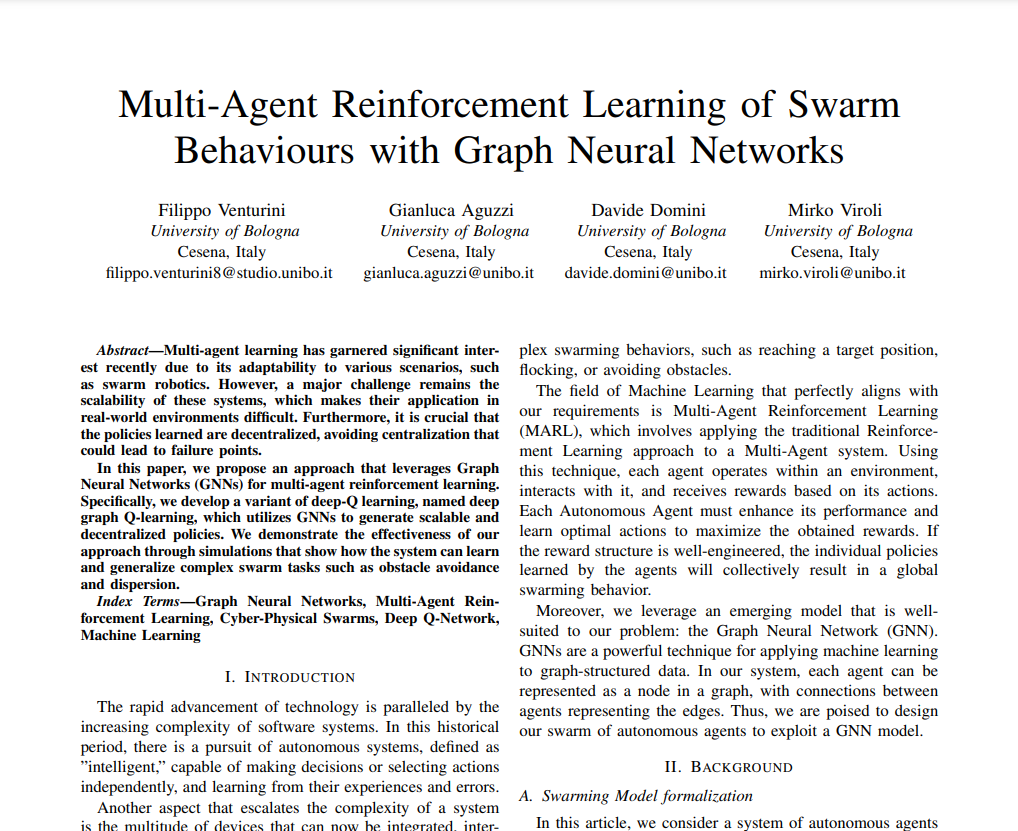 Multi-Agent Reinforcement Learning of Swarm
Behaviours with Graph Neural Networks
Filippo Venturini
University of Bologna
Cesena, Italy
filippo.venturini8@studio.unibo.it
Gianluca Aguzzi
University of Bologna
Cesena, Italy
gianluca.aguzzi@unibo.it
Davide Domini
University of Bologna
Cesena, Italy
davide.domini@unibo.it
Mirko Viroli
University of Bologna
Cesena, Italy
mirko.viroli@unibo.it
Abstract—Multi-agent learning has garnered significant inter-
est recently due to its adaptability to various scenarios, such
as swarm robotics. However, a major challenge remains the
scalability of these systems, which makes their application in
real-world environments difficult. Furthermore, it is crucial that
the policies learned are decentralized, avoiding centralization that
could lead to failure points.
In this paper, we propose an approach that leverages Graph
Neural Networks (GNNs) for multi-agent reinforcement learning.
Specifically, we develop a variant of deep-Q learning, named deep
graph Q-learning, which utilizes GNNs to generate scalable and
decentralized policies. We demonstrate the effectiveness of our
approach through simulations that show how the system can learn
and generalize complex swarm tasks such as obstacle avoidance
and dispersion.
Index Terms—Graph Neural Networks, Multi-Agent Rein-
forcement Learning, Cyber-Physical Swarms, Deep Q-Network,
Machine Learning
I. Introduction
The rapid advancement of technology is paralleled by the
increasing complexity of software systems. In this historical
period, there is a pursuit of autonomous systems, defined as
"intelligent," capable of making decisions or selecting actions
independently, and learning from their experiences and errors.
Another aspect that escalates the complexity of a system
is the multitude of devices that can now be integrated, inter-
plex swarming behaviors, such as reaching a target position,
flocking, or avoiding obstacles.
The field of Machine Learning that perfectly aligns with
our requirements is Multi-Agent Reinforcement Learning
(MARL), which involves applying the traditional Reinforce-
ment Learning approach to a Multi-Agent system. Using
this technique, each agent operates within an environment,
interacts with it, and receives rewards based on its actions.
Each Autonomous Agent must enhance its performance and
learn optimal actions to maximize the obtained rewards. If
the reward structure is well-engineered, the individual policies
learned by the agents will collectively result in a global
swarming behavior.
Moreover, we leverage an emerging model that is well-
suited to our problem: the Graph Neural Network (GNN).
GNNs are a powerful technique for applying machine learning
to graph-structured data. In our system, each agent can be
represented as a node in a graph, with connections between
agents representing the edges. Thus, we are poised to design
our swarm of autonomous agents to exploit a GNN model.
II. Background
A. Swarming Model formalization
In this article, we consider a system of autonomous agents